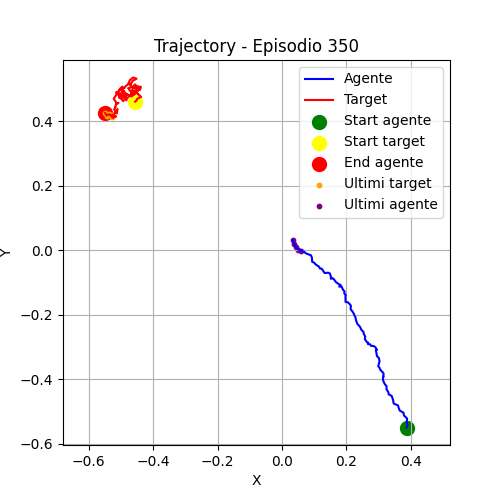 Trajectory - Episodio 350
Agente
Target
Start agente
Start target
End agente
Ultimi target
Ultimi agente
Y
0.4
0.2
0.0
−0.2
−0.4
−0.6
−0.6
−0.4
−0.2
0.0
0.2
0.4
X